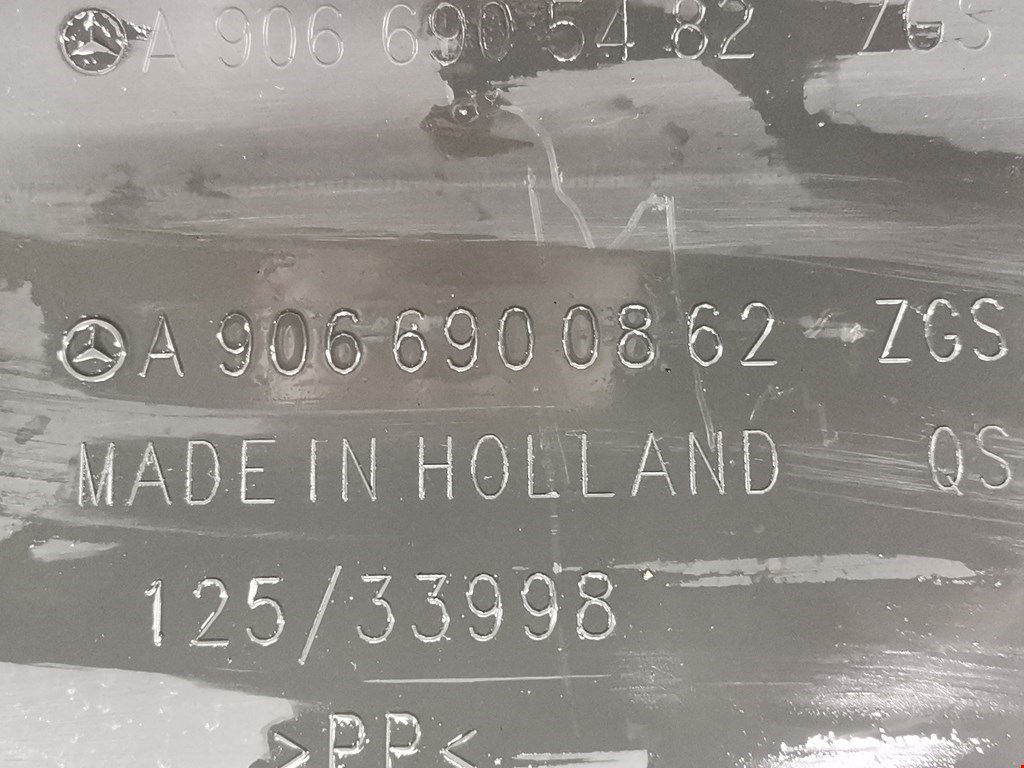 A 906 690 54 82 ZGS
A 906 690 08 62 ZGS
MADE IN HOLLAND QS
125/33998
>PP<